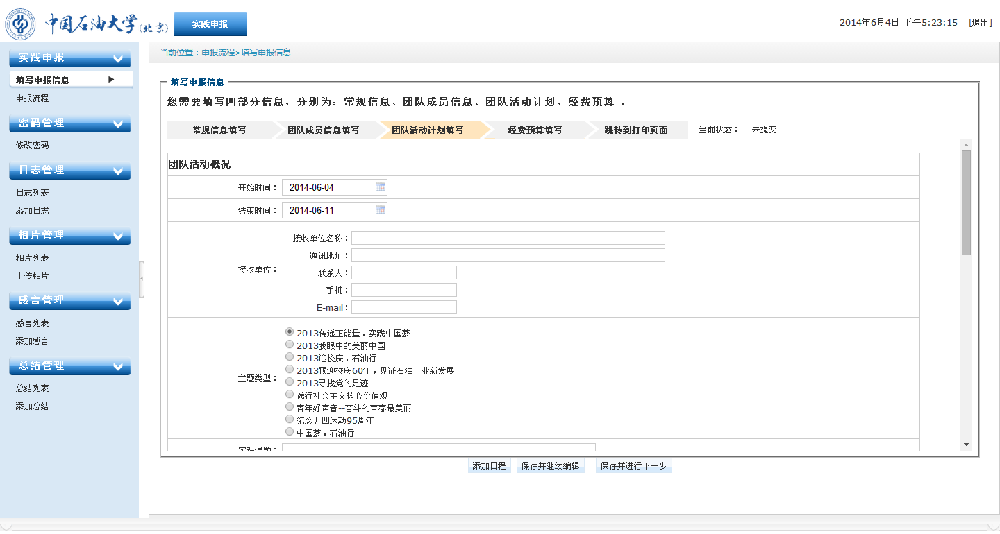 中国石油大学(北京)
实践申报
2014年6月4日 下午5:23:15 [退出]
实践申报
填写申报信息
申报流程
密码管理
修改密码
日志管理
日志列表
添加日志
相片管理
相片列表
上传相片
感言管理
感言列表
添加感言
总结管理
总结列表
添加总结
当前位置：申报流程>填写申报信息
填写申报信息
您需要填写四部分信息，分别为：常规信息、团队成员信息、团队活动计划、经费预算 。
常规信息填写 团队成员信息填写 团队活动计划填写 经费预算填写 跳转到打印页面 当前状态： 未提交
团队活动概况
开始时间： 2014-06-04
结束时间： 2014-06-11
接收单位：
接收单位名称：
通讯地址：
联系人：
手机：
E-mail：
主题类型：
2013传递正能量，实践中国梦
2013我眼中的美丽中国
2013迎校庆，石油行
2013预迎校庆60年，见证石油工业新发展
2013寻找党的足迹
践行社会主义核心价值观
青年好声音--奋斗的青春最美丽
纪念五四运动95周年
中国梦，石油行
实践课题：
添加日程 保存并继续编辑 保存并进行下一步